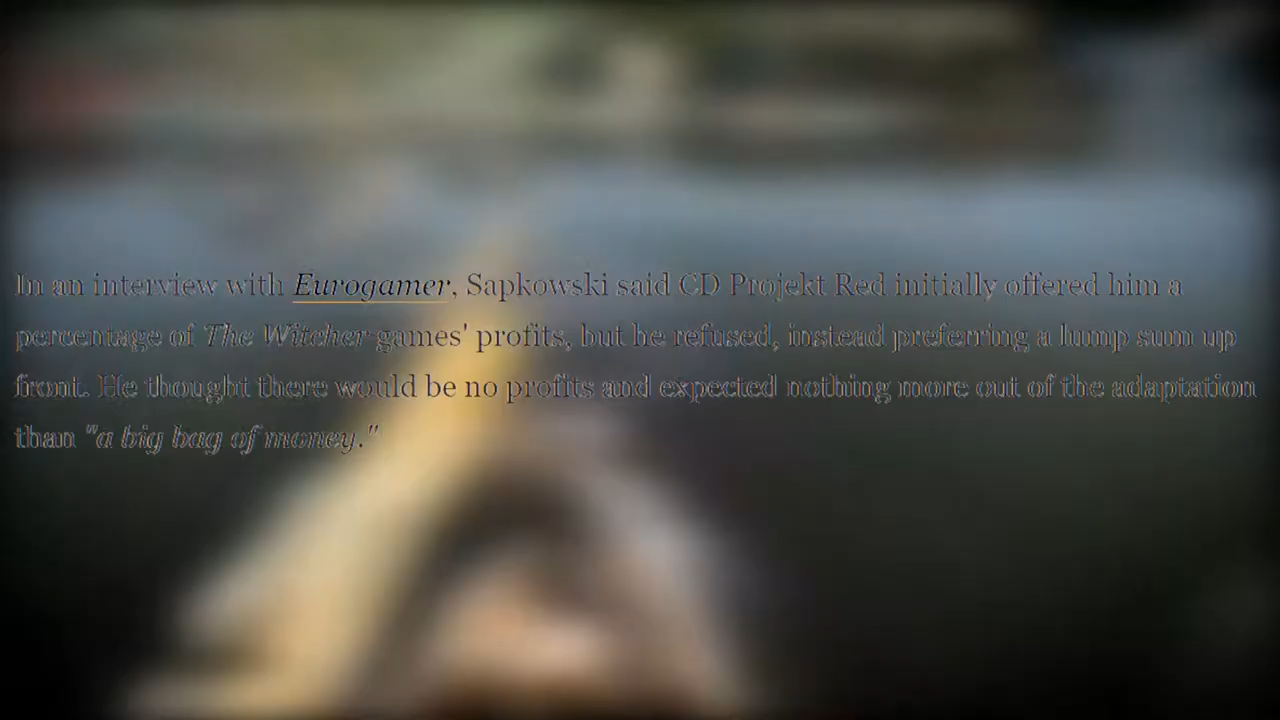 In an interview with Eurogamer, Sapkowski said CD Projekt Red initially offered him a
percentage of The Witcher games' profits, but he refused, instead preferring a lump sum up
front. He thought there would be no profits and expected nothing more out of the adaptation
than "a big bag of money."